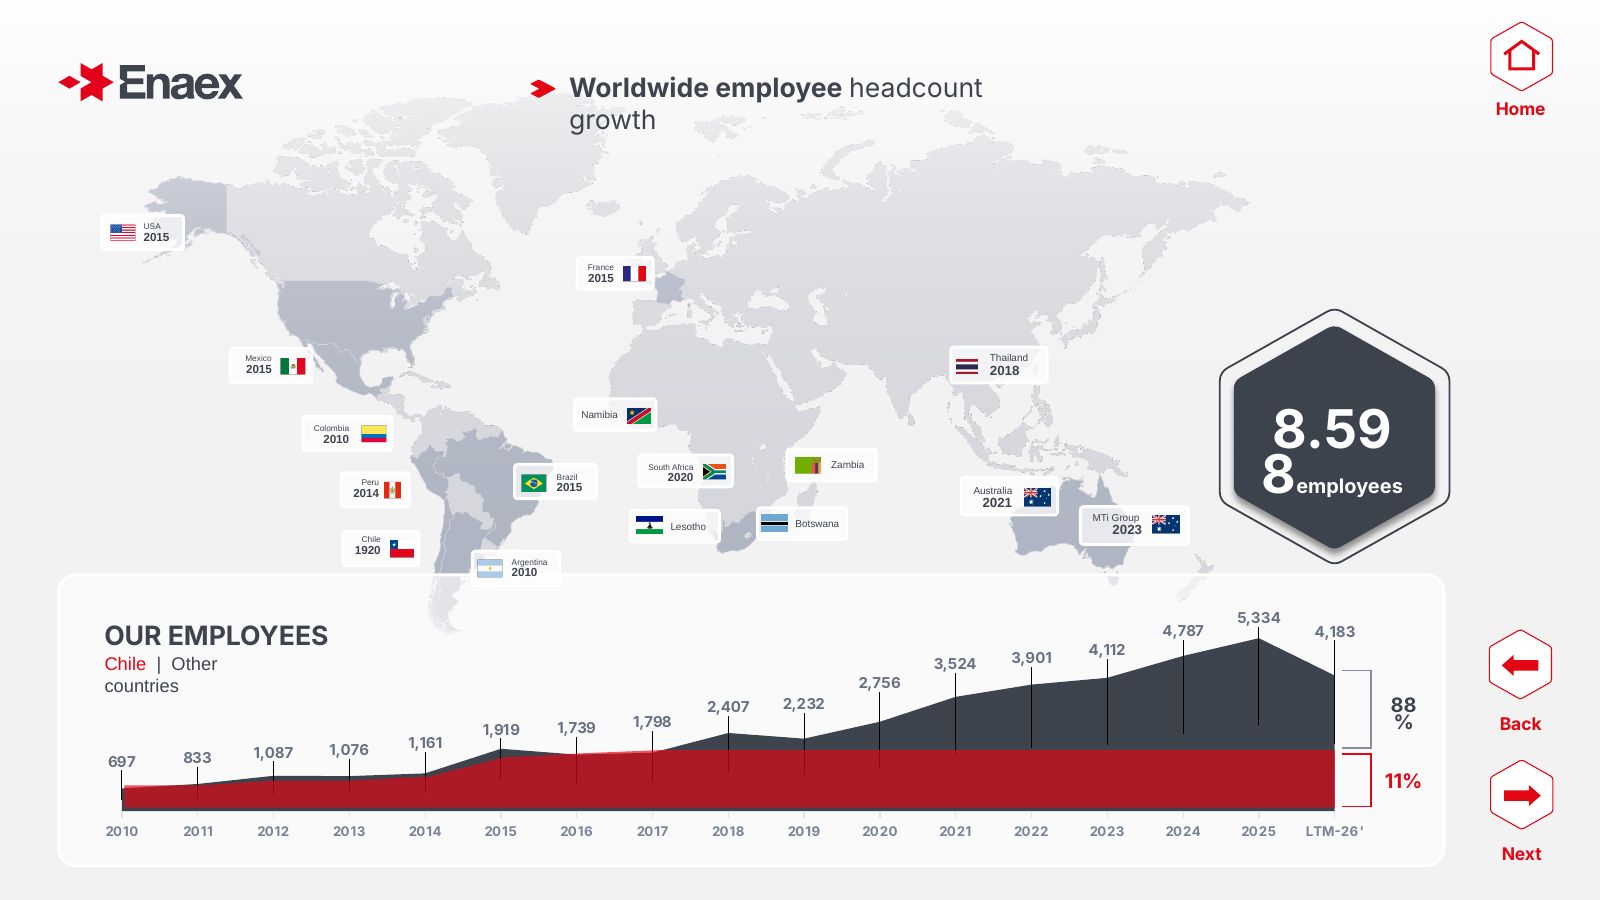 Enaex
Worldwide employee headcount
growth
Home
USA
2015
France
2015
Mexico
2015
Thailand
2018
Namibia
Colombia
2010
South Africa
2020
Zambia
Brazil
2015
Peru
2014
Australia
2021
MTi Group
2023
Lesotho
Botswana
Chile
1920
Argentina
2010
8.59
8 employees
OUR EMPLOYEES
Chile | Other
countries
697
833
1,087
1,076
1,161
1,919
1,739
1,798
2,407
2,232
2,756
3,524
3,901
4,112
4,787
5,334
4,183
88
%
11%
2010 2011 2012 2013 2014 2015 2016 2017 2018 2019 2020 2021 2022 2023 2024 2025 LTM-26'
Back
Next